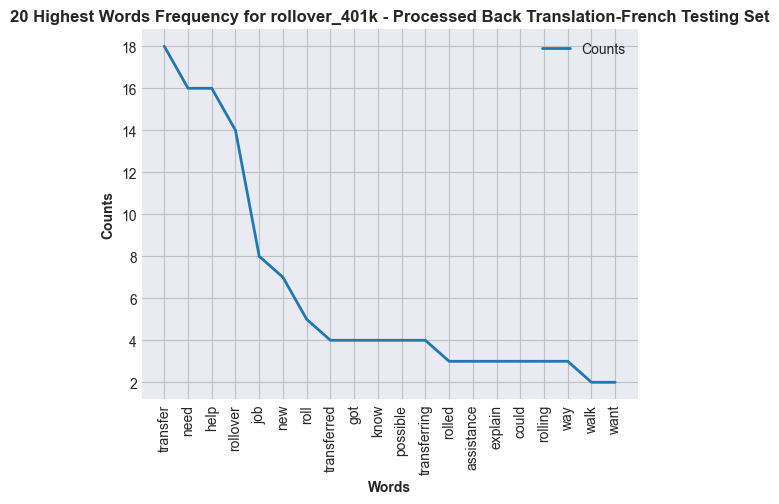 20 Highest Words Frequency for rollover_401k - Processed Back Translation-French Testing Set
Counts
18
16
14
12
10
8
6
4
2
Counts
transfer
need
help
rollover
job
new
roll
transferred
got
know
possible
transferring
rolled
assistance
explain
could
rolling
way
walk
want
Words